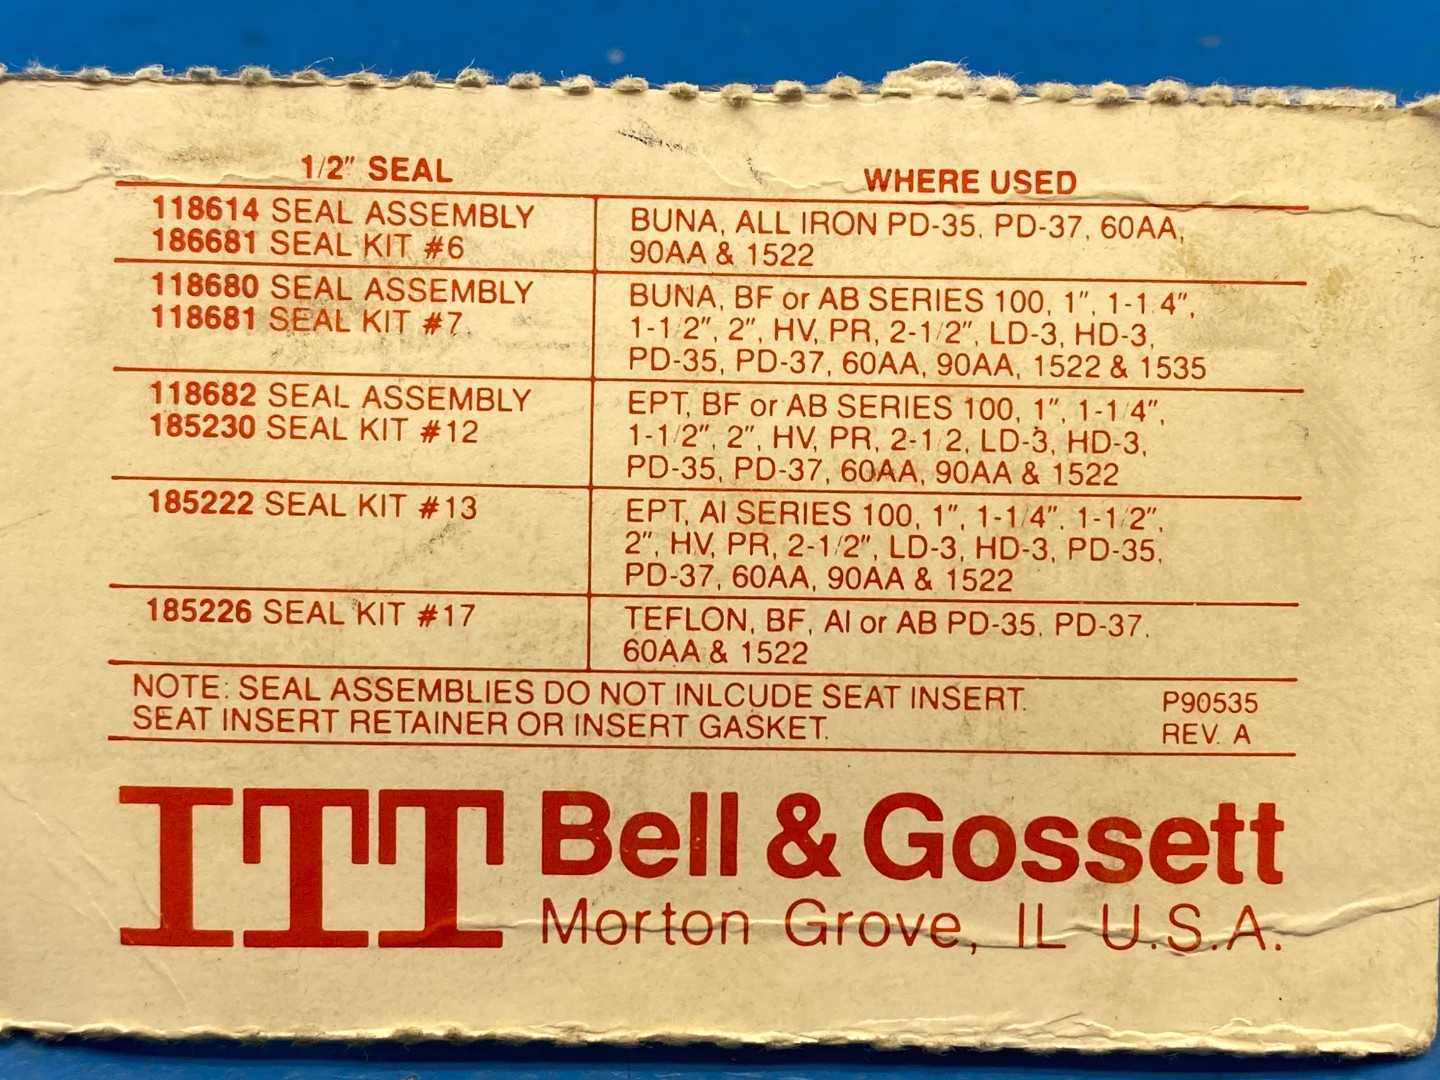 1/2" SEAL
WHERE USED
118614 SEAL ASSEMBLY
186681 SEAL KIT #6
BUNA, ALL IRON PD-35, PD-37, 60AA,
90AA & 1522
118680 SEAL ASSEMBLY
118681 SEAL KIT #7
BUNA, BF or AB SERIES 100, 1", 1-1/4",
1-1/2", 2", HV, PR, 2-1/2", LD-3, HD-3,
PD-35, PD-37, 60AA, 90AA, 1522 & 1535
118682 SEAL ASSEMBLY
185230 SEAL KIT #12
EPT, BF or AB SERIES 100, 1", 1-1/4",
1-1/2", 2", HV, PR, 2-1/2, LD-3, HD-3,
PD-35, PD-37, 60AA, 90AA & 1522
185222 SEAL KIT #13
EPT, AI SERIES 100, 1", 1-1/4", 1-1/2",
2", HV, PR, 2-1/2", LD-3, HD-3, PD-35,
PD-37, 60AA, 90AA & 1522
185226 SEAL KIT #17
TEFLON, BF, AI or AB PD-35, PD-37,
60AA & 1522
NOTE: SEAL ASSEMBLIES DO NOT INLCUDE SEAT INSERT.
SEAT INSERT RETAINER OR INSERT GASKET.
P90535
REV. A
ITT Bell & Gossett
Morton Grove, IL U.S.A.